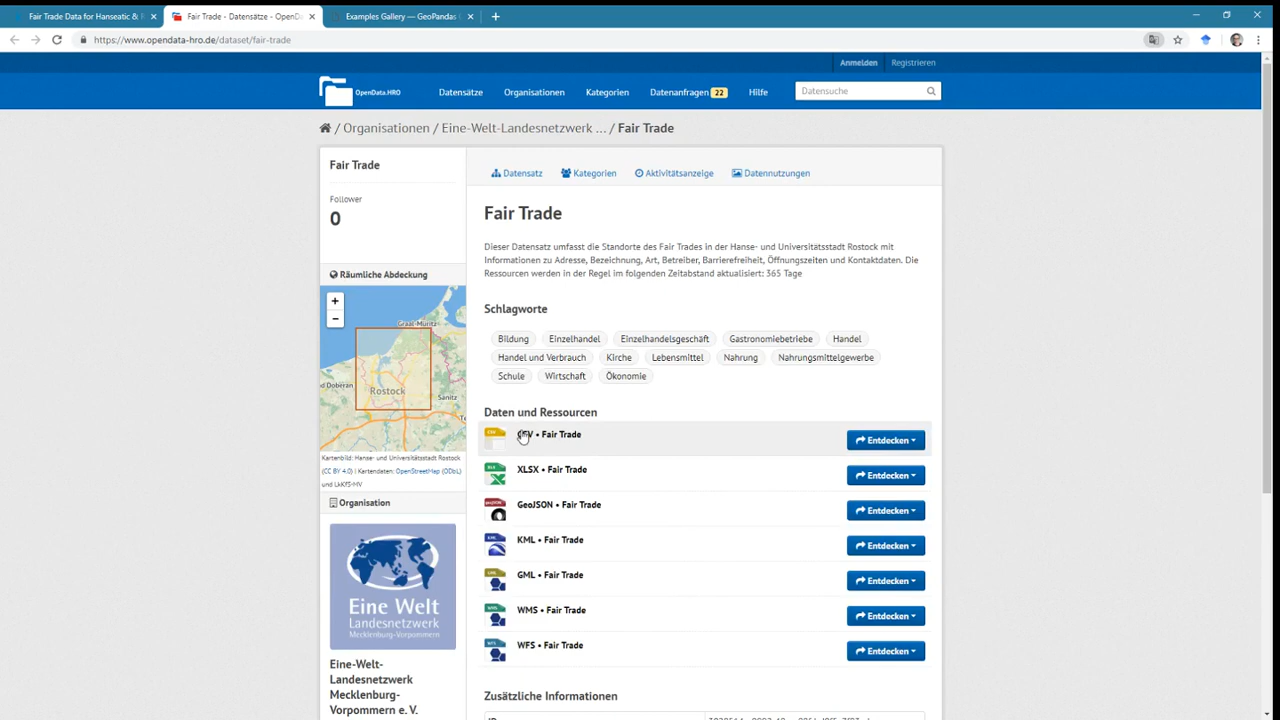 Fair Trade Data for Hanseatic &
Fair Trade - Datensätze - OpenD
Examples Gallery — GeoPandas
https://www.opendata-hro.de/dataset/fair-trade
Anmelden Registrieren
OpenData.HRO Datensätze Organisationen Kategorien Datenanfragen 22 Hilfe Datensuche
/ Organisationen / Eine-Welt-Landesnetzwerk ... / Fair Trade
Fair Trade
Follower
0
Räumliche Abdeckung
+
-
Graal-Müritz
Rostock
Doberan
Sanitz
Te
Kartenbild: Hanse- und Universitätsstadt Rostock
(CC BY 4.0) | Kartendaten: OpenStreetMap (ODbL)
und LkKfS-MV
Organisation
Eine Welt
Landesnetzwerk
Mecklenburg-Vorpommern
Eine-Welt-
Landesnetzwerk
Mecklenburg-
Vorpommern e. V.
Datensatz Kategorien Aktivitätsanzeige Datennutzungen
Fair Trade
Dieser Datensatz umfasst die Standorte des Fair Trades in der Hanse- und Universitätsstadt Rostock mit
Informationen zu Adresse, Bezeichnung, Art, Betreiber, Barrierefreiheit, Öffnungszeiten und Kontaktdaten. Die
Ressourcen werden in der Regel im folgenden Zeitabstand aktualisiert: 365 Tage
Schlagworte
Bildung Einzelhandel Einzelhandelsgeschäft Gastronomiebetriebe Handel
Handel und Verbrauch Kirche Lebensmittel Nahrung Nahrungsmittelgewerbe
Schule Wirtschaft Ökonomie
Daten und Ressourcen
CSV • Fair Trade Entdecken
XLSX • Fair Trade Entdecken
GeoJSON • Fair Trade Entdecken
KML • Fair Trade Entdecken
GML • Fair Trade Entdecken
WMS • Fair Trade Entdecken
WFS • Fair Trade Entdecken
Zusätzliche Informationen